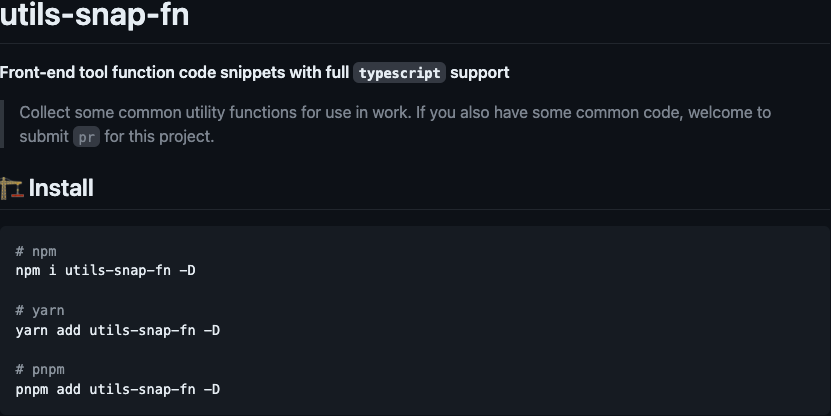 utils-snap-fn
Front-end tool function code snippets with full typescript support
Collect some common utility functions for use in work. If you also have some common code, welcome to
submit pr for this project.
Install
# npm
npm i utils-snap-fn -D
# yarn
yarn add utils-snap-fn -D
# pnpm
pnpm add utils-snap-fn -D